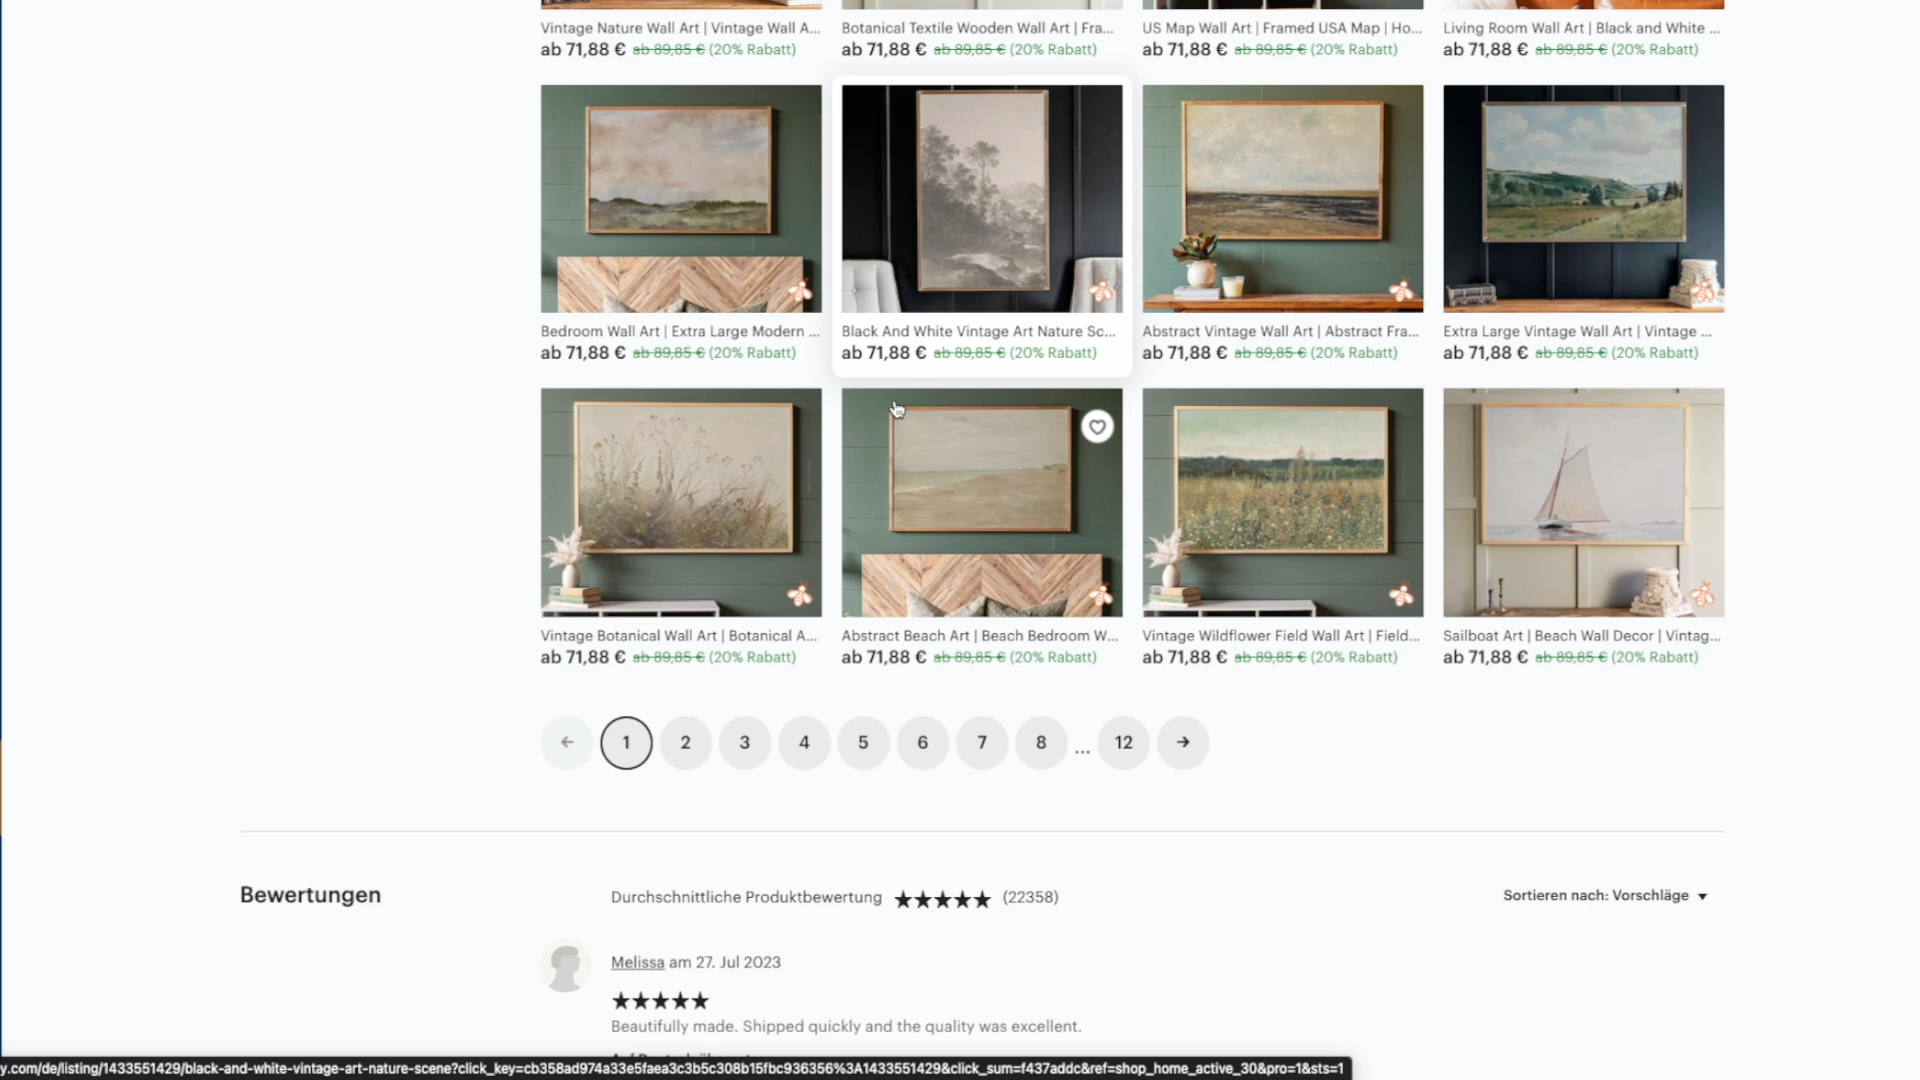 Vintage Nature Wall Art | Vintage Wall A...
ab 71,88 € ab 89,85 € (20% Rabatt)
Botanical Textile Wooden Wall Art | Fra...
ab 71,88 € ab 89,85 € (20% Rabatt)
US Map Wall Art | Framed USA Map | Ho...
ab 71,88 € ab 89,85 € (20% Rabatt)
Living Room Wall Art | Black and White ...
ab 71,88 € ab 89,85 € (20% Rabatt)
Bedroom Wall Art | Extra Large Modern ...
ab 71,88 € ab 89,85 € (20% Rabatt)
Black And White Vintage Art Nature Sc...
ab 71,88 € ab 89,85 € (20% Rabatt)
Abstract Vintage Wall Art | Abstract Fra...
ab 71,88 € ab 89,85 € (20% Rabatt)
Extra Large Vintage Wall Art | Vintage ...
ab 71,88 € ab 89,85 € (20% Rabatt)
Vintage Botanical Wall Art | Botanical A...
ab 71,88 € ab 89,85 € (20% Rabatt)
Abstract Beach Art | Beach Bedroom W...
ab 71,88 € ab 89,85 € (20% Rabatt)
Vintage Wildflower Field Wall Art | Field...
ab 71,88 € ab 89,85 € (20% Rabatt)
Sailboat Art | Beach Wall Decor | Vintag...
ab 71,88 € ab 89,85 € (20% Rabatt)
1 2 3 4 5 6 7 8 ... 12
Bewertungen
Durchschnittliche Produktbewertung (22358)
Sortieren nach: Vorschläge
Melissa am 27. Jul 2023
Beautifully made. Shipped quickly and the quality was excellent.
y.com/de/listing/1433551429/black-and-white-vintage-art-nature-scene?click_key=cb358ad974a33e5faea3c3b5c308b15fbc936356%3A1433551429&click_sum=f437addc&ref=shop_home_active_30&pro=1&sts=1